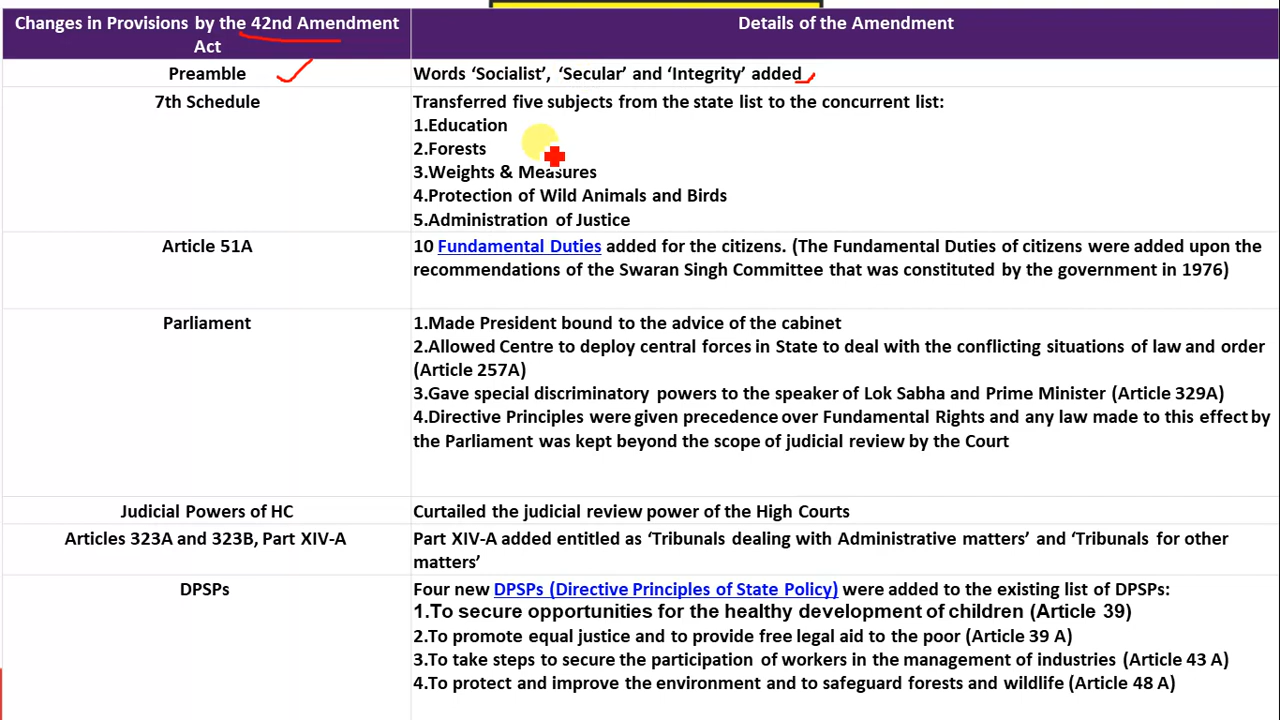 Changes in Provisions by the 42nd Amendment
Act
Details of the Amendment
Preamble
Words ‘Socialist’, ‘Secular’ and ‘Integrity’ added
7th Schedule
Transferred five subjects from the state list to the concurrent list:
1.Education
2.Forests
3.Weights & Measures
4.Protection of Wild Animals and Birds
5.Administration of Justice
Article 51A
10 Fundamental Duties added for the citizens. (The Fundamental Duties of citizens were added upon the
recommendations of the Swaran Singh Committee that was constituted by the government in 1976)
Parliament
1.Made President bound to the advice of the cabinet
2.Allowed Centre to deploy central forces in State to deal with the conflicting situations of law and order
(Article 257A)
3.Gave special discriminatory powers to the speaker of Lok Sabha and Prime Minister (Article 329A)
4.Directive Principles were given precedence over Fundamental Rights and any law made to this effect by
the Parliament was kept beyond the scope of judicial review by the Court
Judicial Powers of HC
Curtailed the judicial review power of the High Courts
Articles 323A and 323B, Part XIV-A
Part XIV-A added entitled as ‘Tribunals dealing with Administrative matters’ and ‘Tribunals for other
matters’
DPSPs
Four new DPSPs (Directive Principles of State Policy) were added to the existing list of DPSPs:
1.To secure opportunities for the healthy development of children (Article 39)
2.To promote equal justice and to provide free legal aid to the poor (Article 39 A)
3.To take steps to secure the participation of workers in the management of industries (Article 43 A)
4.To protect and improve the environment and to safeguard forests and wildlife (Article 48 A)